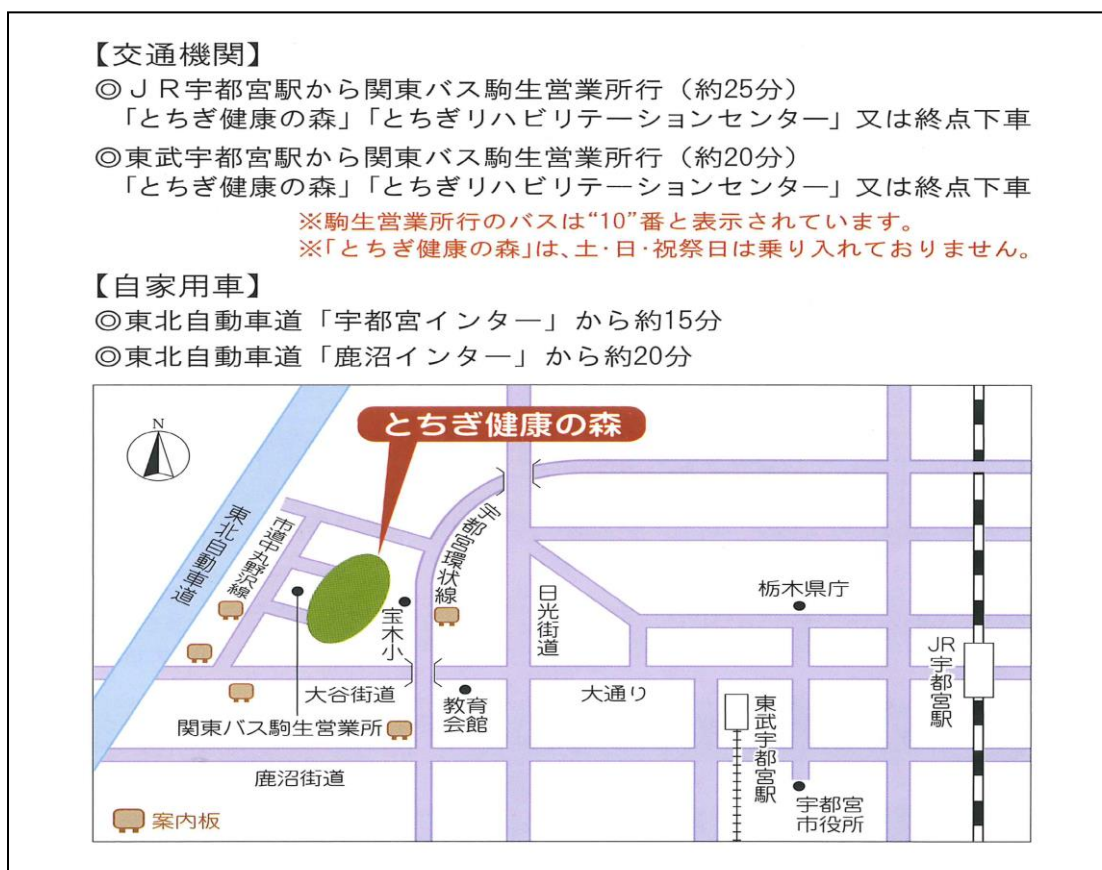 【交通機関】
◎ＪＲ宇都宮駅から関東バス駒生営業所行（約25分）
「とちぎ健康の森」「とちぎリハビリテーションセンター」又は終点下車
◎東武宇都宮駅から関東バス駒生営業所行（約20分）
「とちぎ健康の森」「とちぎリハビリテーションセンター」又は終点下車
※駒生営業所行のバスは“10”番と表示されています。
※「とちぎ健康の森」は、土・日・祝祭日は乗り入れておりません。
【自家用車】
◎東北自動車道「宇都宮インター」から約15分
◎東北自動車道「鹿沼インター」から約20分
とちぎ健康の森
N
東北自動車道
市道中丸野沢線
宇都宮環状線
宝木小
日光街道
栃木県庁
JR宇都宮駅
大谷街道
教育
会館
大通り
東武宇都宮駅
関東バス駒生営業所
鹿沼街道
宇都宮
市役所
案内板